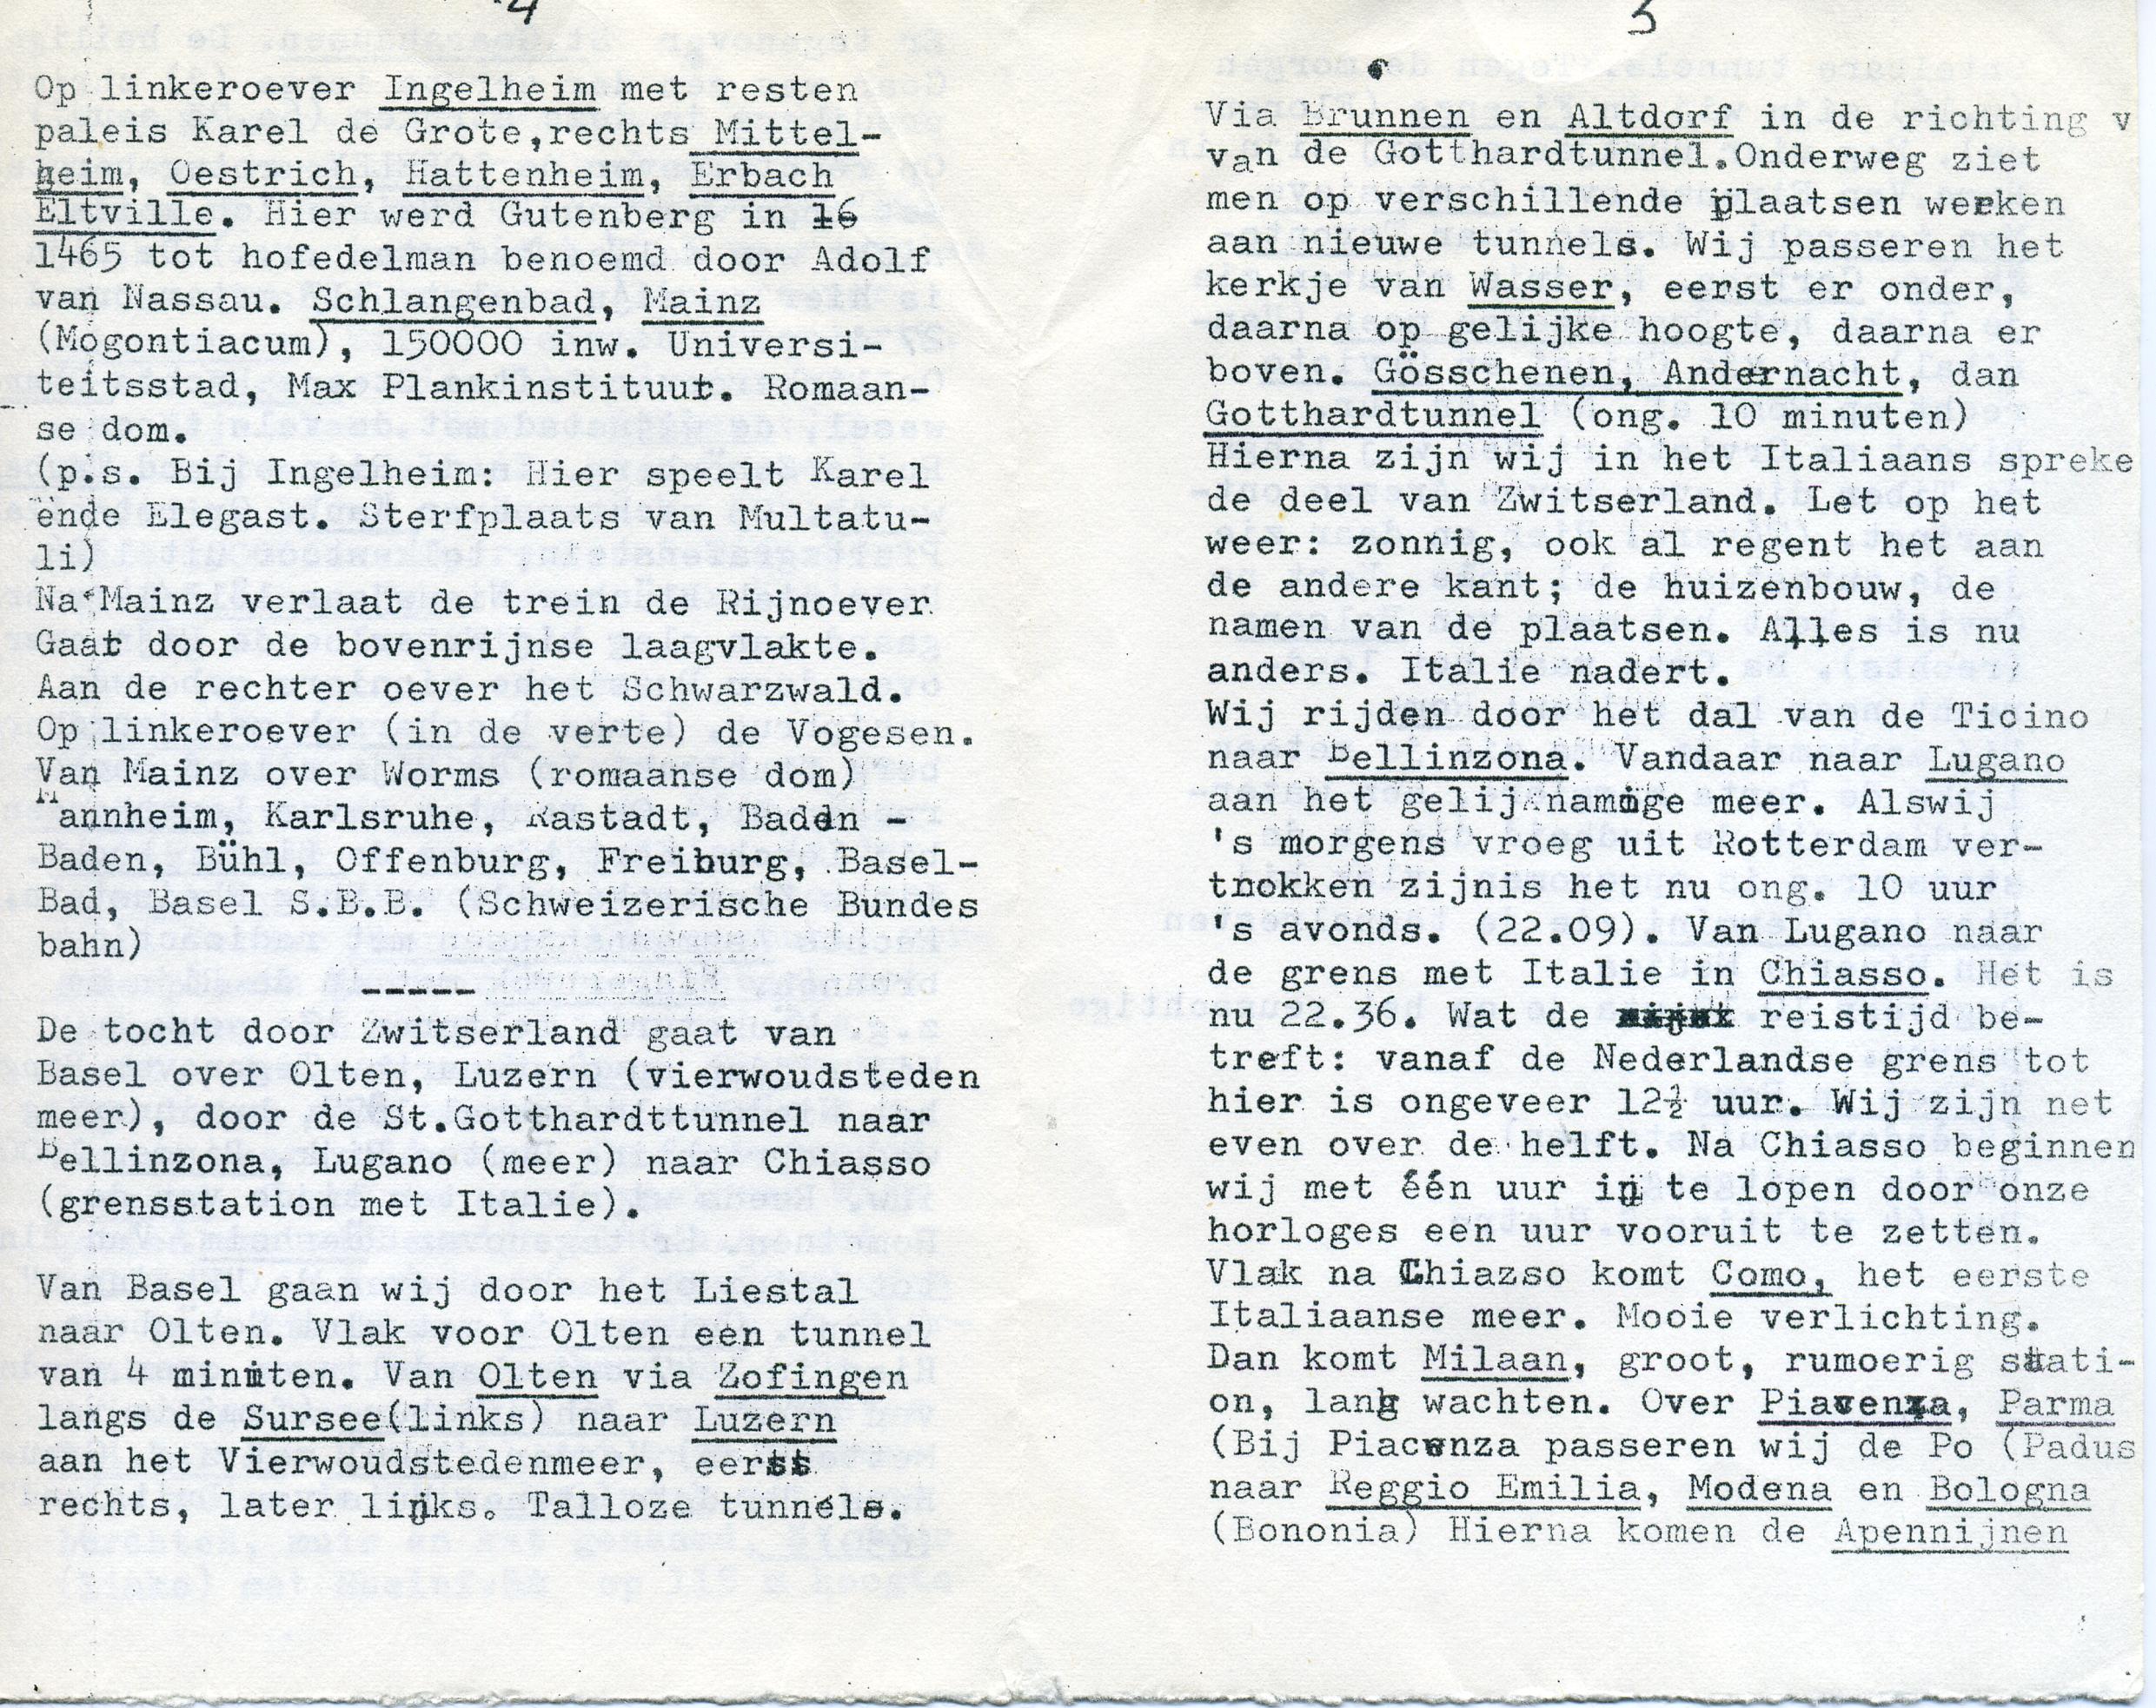 4
Op linkeroever Ingelheim met resten
paleis Karel de Grote,rechts Mittel-
heim, Oestrich, Hattenheim, Erbach
Eltville. Hier werd Gutenberg in 16
1465 tot hofedelman benoemd door Adolf
van Nassau. Schlangenbad, Mainz
(Mogontiacum), 150000 inw. Universi-
teitsstad, Max Plankinstituut. Romaan-
se dom.
(p.s. Bij Ingelheim: Hier speelt Karel
ende Elegast. Sterfplaats van Multatu-
li)
Na Mainz verlaat de trein de Rijnoever
Gaat door de bovenrijnse laagvlakte.
Aan de rechter oever het Schwarzwald.
Op linkeroever (in de verte) de Vogesen.
Van Mainz over Worms (romaanse dom)
Mannheim, Karlsruhe, Rastadt, Baden -
Baden, Bühl, Offenburg, Freiburg, Basel-
Bad, Basel S.B.B. (Schweizerische Bundes
bahn)
-----
De tocht door Zwitserland gaat van
Basel over Olten, Luzern (vierwoudsteden
meer), door de St.Gotthardttunnel naar
Bellinzona, Lugano (meer) naar Chiasso
(grensstation met Italie).
Van Basel gaan wij door het Liestal
naar Olten. Vlak voor Olten een tunnel
van 4 minuten. Van Olten via Zofingen
langs de Sursee(links) naar Luzern
aan het Vierwoudstedenmeer, eerst
rechts, later links. Talloze tunnels.
Via Brunnen en Altdorf in de richting v
van de Gotthardtunnel.Onderweg ziet
men op verschillende plaatsen werken
aan nieuwe tunnels. Wij passeren het
kerkje van Wasser, eerst er onder,
daarna op gelijke hoogte, daarna er
boven. Gösschenen, Andernacht, dan
Gotthardtunnel (ong. 10 minuten)
Hierna zijn wij in het Italiaans spreke
de deel van Zwitserland. Let op het
weer: zonnig, ook al regent het aan
de andere kant; de huizenbouw, de
namen van de plaatsen. Alles is nu
anders. Italie nadert.
Wij rijden door het dal van de Ticino
naar Bellinzona. Vandaar naar Lugano
aan het gelijknamige meer. Alswij
's morgens vroeg uit Rotterdam ver-
trokken zijnis het nu ong. 10 uur
's avonds. (22.09). Van Lugano naar
de grens met Italie in Chiasso. Het is
nu 22.36. Wat de reistijd be-
treft: vanaf de Nederlandse grens tot
hier is ongeveer 12½ uur. Wij zijn net
even over de helft. Na Chiasso beginnen
wij met één uur in te lopen door onze
horloges een uur vooruit te zetten.
Vlak na Chiazso komt Como, het eerste
Italiaanse meer. Mooie verlichting.
Dan komt Milaan, groot, rumoerig stati-
on, lang wachten. Over Piacenza, Parma
(Bij Piacenza passeren wij de Po (Padus
naar Reggio Emilia, Modena en Bologna
(Bononia) Hierna komen de Apennijnen